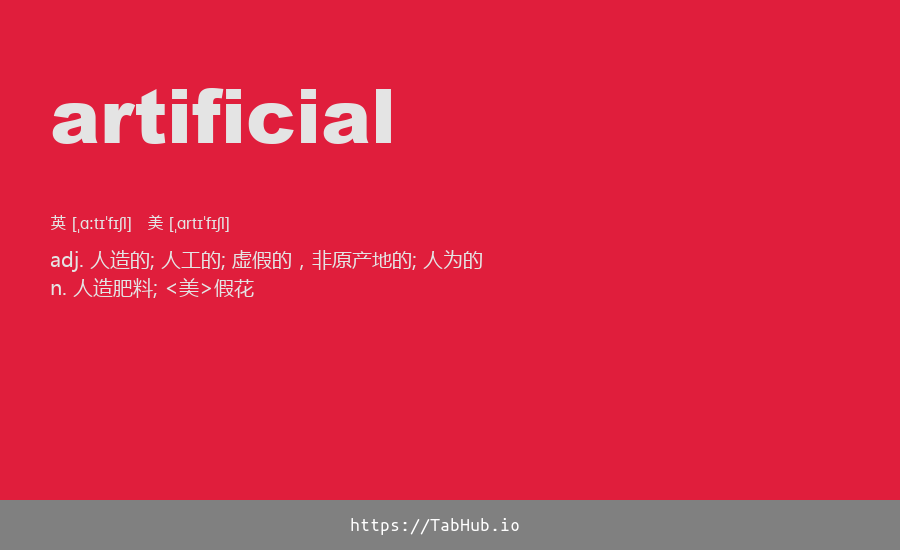 artificial
英 [ˌɑːtɪˈfɪʃl] 美 [ˌɑrtɪˈfɪʃl]
adj. 人造的; 人工的; 虚假的，非原产地的; 人为的
n. 人造肥料; <美>假花
https://TabHub.io